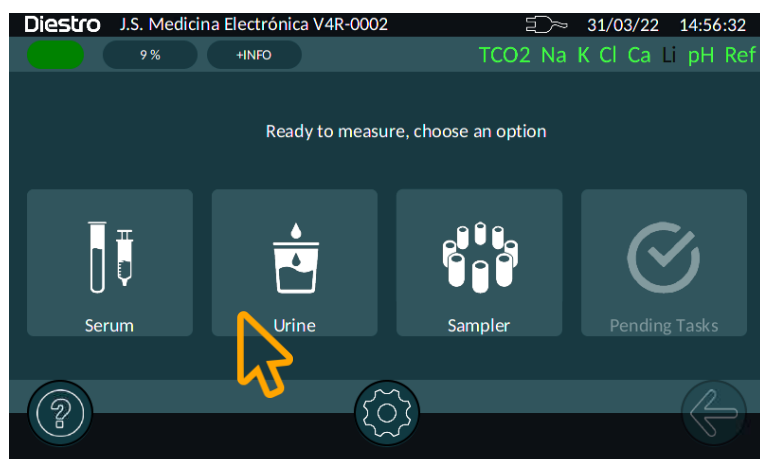 Diestro J.S. Medicina Electrónica V4R-0002 31/03/22 14:56:32
9 % +INFO TCO2 Na K Cl Ca Li pH Ref
Ready to measure, choose an option
Serum Urine Sampler Pending Tasks
?